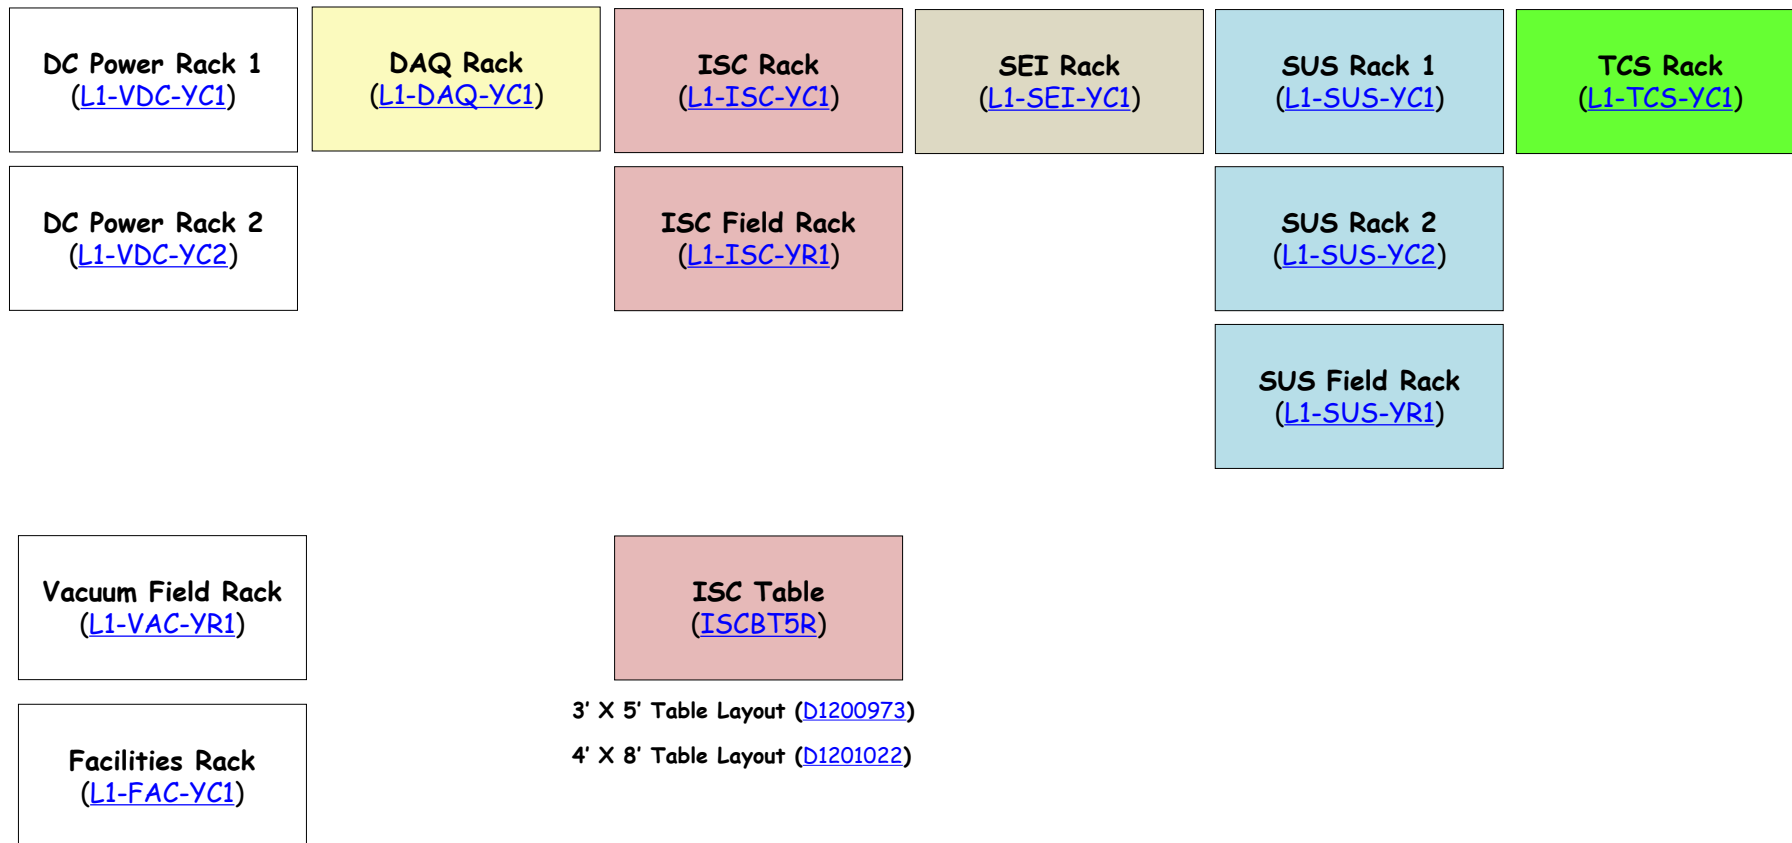 DC Power Rack 1
(L1-VDC-YC1)
DAQ Rack
(L1-DAQ-YC1)
ISC Rack
(L1-ISC-YC1)
SEI Rack
(L1-SEI-YC1)
SUS Rack 1
(L1-SUS-YC1)
TCS Rack
(L1-TCS-YC1)
DC Power Rack 2
(L1-VDC-YC2)
ISC Field Rack
(L1-ISC-YR1)
SUS Rack 2
(L1-SUS-YC2)
SUS Field Rack
(L1-SUS-YR1)
Vacuum Field Rack
(L1-VAC-YR1)
ISC Table
(ISCBT5R)
3' X 5' Table Layout (D1200973)
4' X 8' Table Layout (D1201022)
Facilities Rack
(L1-FAC-YC1)